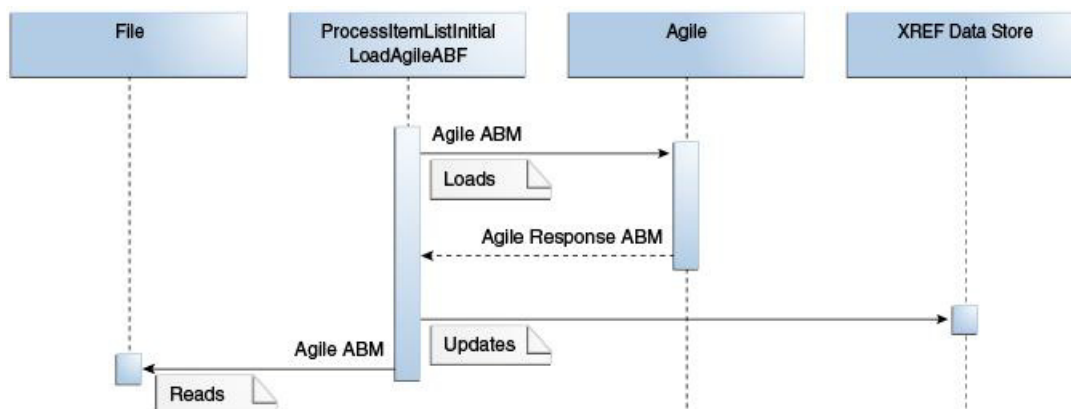 File
ProcessItemListInitial
LoadAgileABF
Agile
XREF Data Store
Agile ABM
Loads
Agile Response ABM
Updates
Agile ABM
Reads